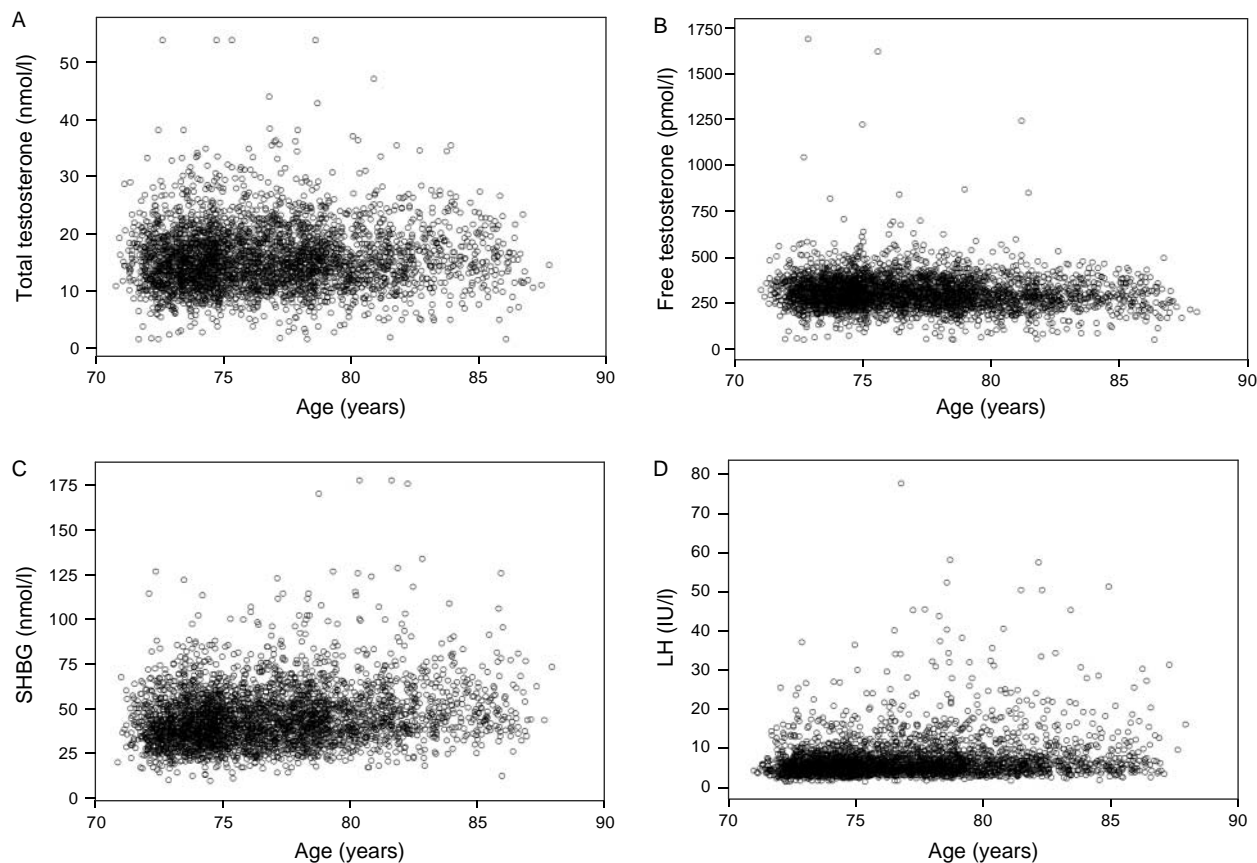 A
Total testosterone (nmol/l)
50
40
30
20
10
0
70 75 80 85 90
Age (years)
B
Free testosterone (pmol/l)
1750
1500
1250
1000
750
500
250
0
70 75 80 85 90
Age (years)
C
SHBG (nmol/l)
175
150
125
100
75
50
25
0
70 75 80 85 90
Age (years)
D
LH (IU/l)
80
70
60
50
40
30
20
10
0
70 75 80 85 90
Age (years)